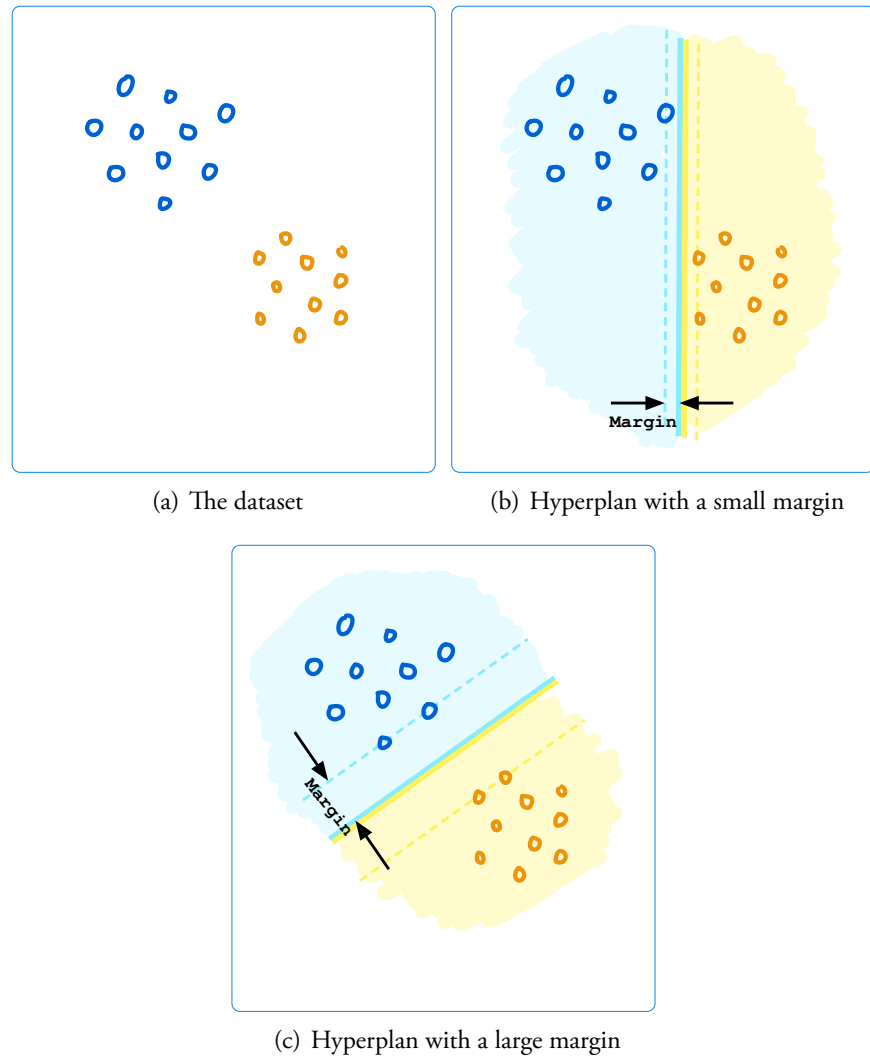 Margin
(a) The dataset
(b) Hyperplan with a small margin
Margin
(c) Hyperplan with a large margin